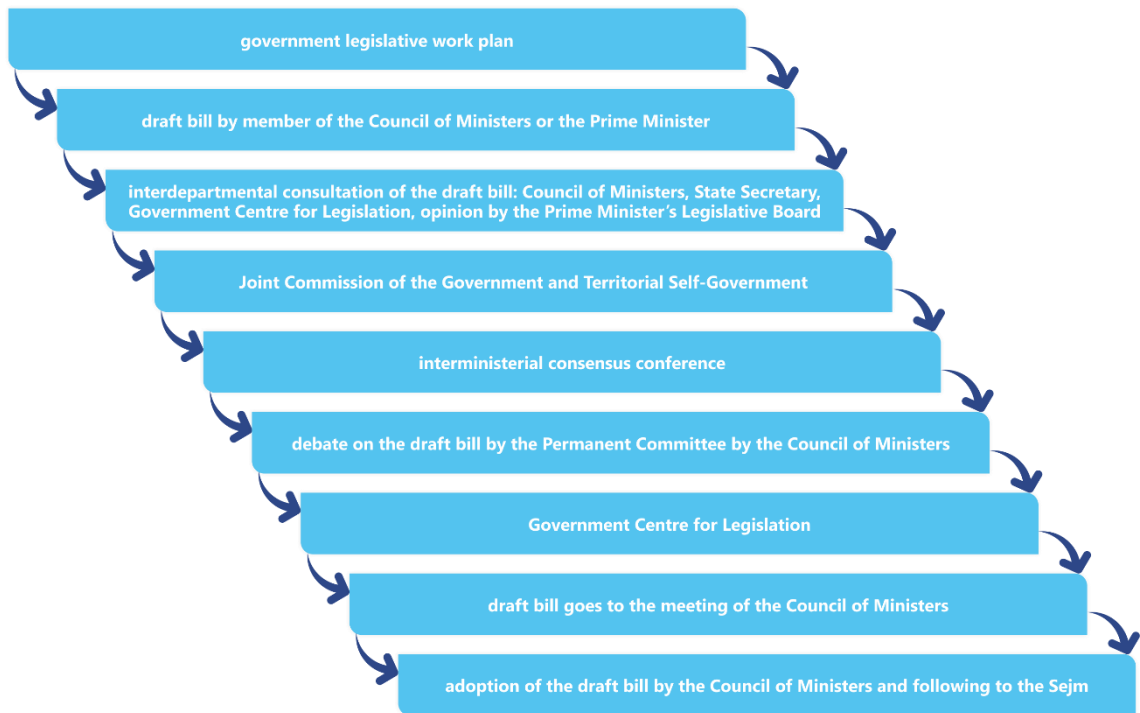 government legislative work plan
draft bill by member of the Council of Ministers or the Prime Minister
interdepartmental consultation of the draft bill: Council of Ministers, State Secretary,
Government Centre for Legislation, opinion by the Prime Minister’s Legislative Board
Joint Commission of the Government and Territorial Self-Government
interministerial consensus conference
debate on the draft bill by the Permanent Committee by the Council of Ministers
Government Centre for Legislation
draft bill goes to the meeting of the Council of Ministers
adoption of the draft bill by the Council of Ministers and following to the Sejm